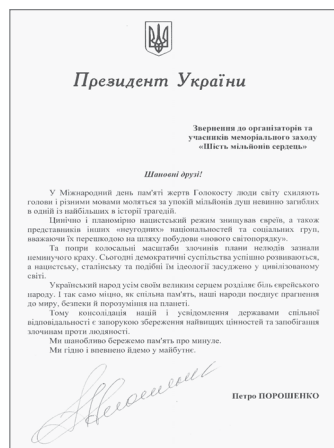 Президент України
Звернення до організаторів та
учасників меморіального заходу
«Шість мільйонів сердець»
Шановні друзі!
У Міжнародний день пам'яті жертв Голокосту люди світу схиляють
голови і різними мовами моляться за упокій мільйонів душ невинно загиблих
в одній із найбільших в історії трагедій.
Цинічно і планомірно нацистський режим знищував євреїв, а також
представників інших «неугодних» національностей та соціальних груп,
вважаючи їх перешкодою на шляху побудови «нового світопорядку».
Та попри колосальні масштаби злочинів плани нелюдів зазнали
неминучого краху. Сьогодні демократичні суспільства успішно розвиваються,
а нацистську, сталінську та подібні їм ідеології засуджено у цивілізованому
світі.
Український народ усім своїм великим серцем розділяє біль єврейського
народу. І так само міцно, як спільна пам'ять, наші народи поєднує прагнення
до миру, безпеки й порозуміння на планеті.
Тому консолідація націй і усвідомлення державами спільної
відповідальності є запорукою збереження найвищих цінностей та запобігання
злочинам проти людяності.
Ми шанобливо бережемо пам'ять про минуле.
Ми гідно і впевнено йдемо у майбутнє.
Петро ПОРОШЕНКО